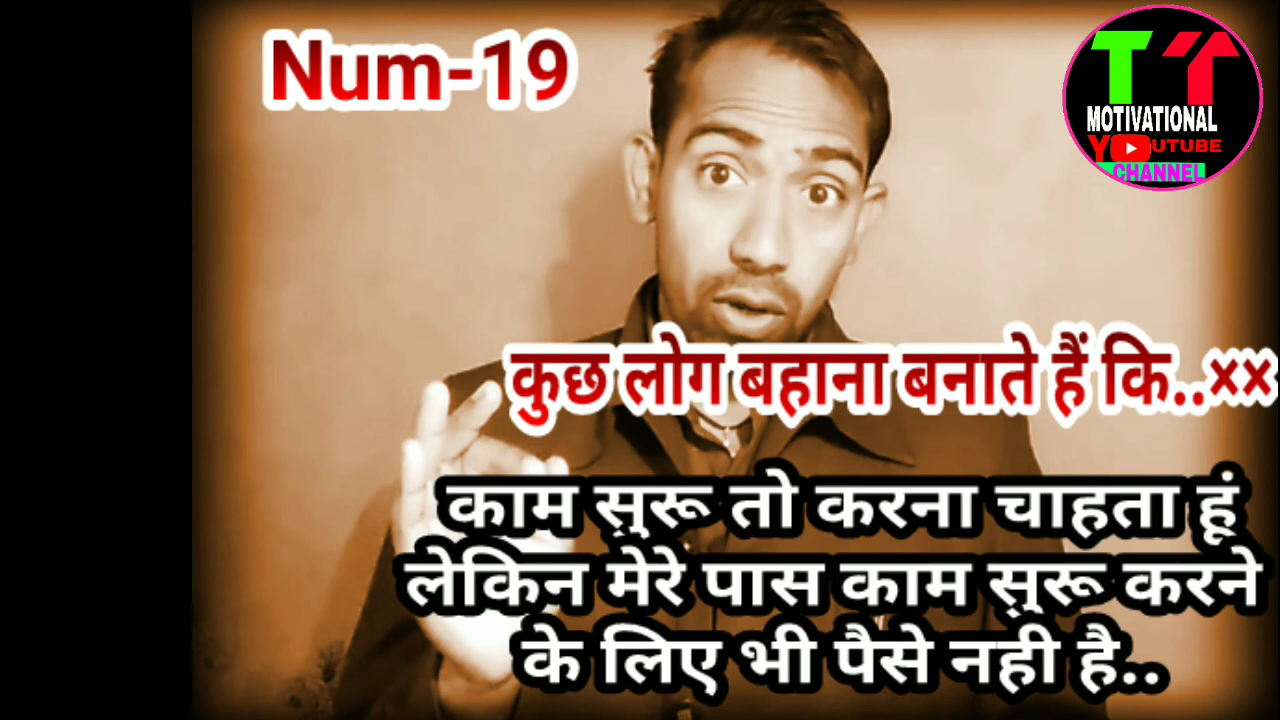 Num-19
T T
MOTIVATIONAL
YOUTUBE
CHANNEL
कुछ लोग बहाना बनाते हैं कि..××
काम सुरू तो करना चाहता हूं
लेकिन मेरे पास काम सुरू करने
के लिए भी पैसे नही है..